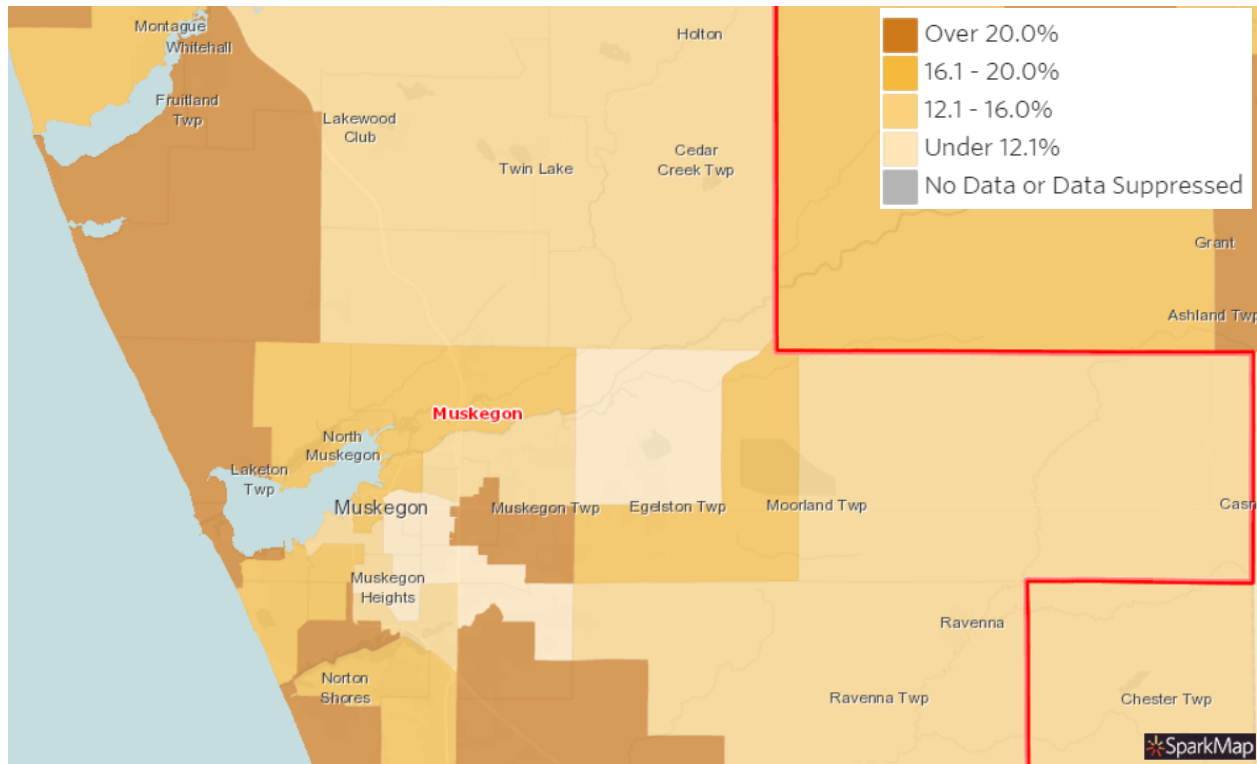 Montague
Whitehall
Holton
Over 20.0%
16.1 - 20.0%
12.1 - 16.0%
Under 12.1%
No Data or Data Suppressed
Fruitland
Twp
Lakewood
Club
Twin Lake
Cedar
Creek Twp
Grant
Ashland Twp
Muskegon
North
Muskegon
Laketon
Twp
Muskegon
Muskegon Twp
Egelston Twp
Moorland Twp
Casn
Muskegon
Heights
Ravenna
Norton
Shores
Ravenna Twp
Chester Twp
SparkMap